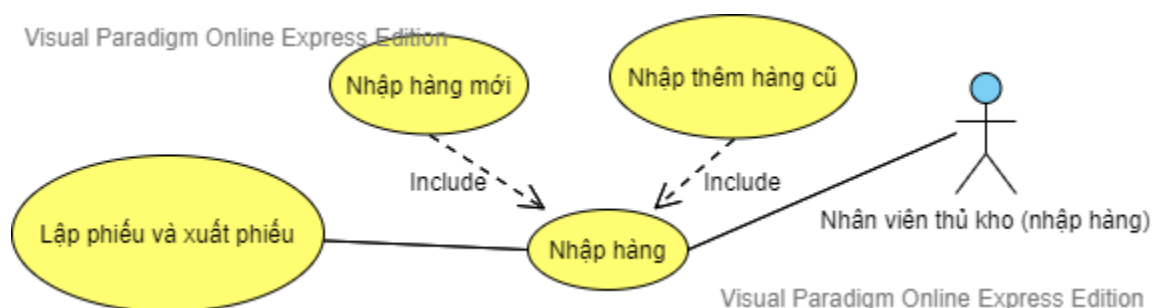 Visual Paradigm Online Express Edition
Nhập hàng mới
Nhập thêm hàng cũ
Include
Include
Lập phiếu và xuất phiếu
Nhập hàng
Nhân viên thủ kho (nhập hàng)
Visual Paradigm Online Express Edition